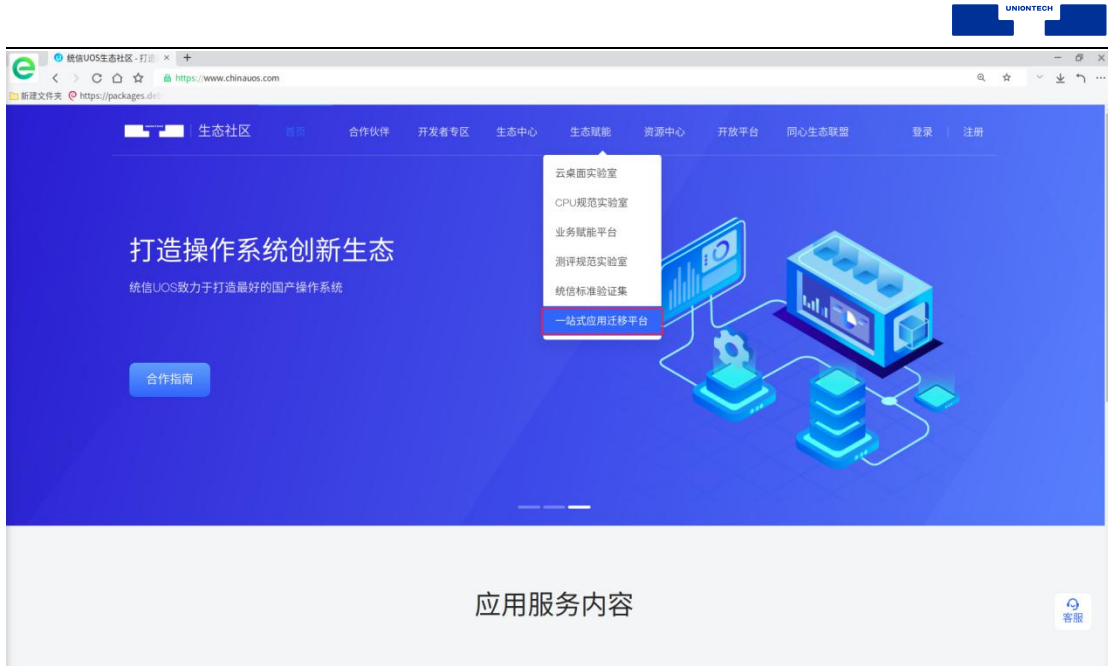 UNIONTECH
统信UOS生态社区 - 打造
https://www.chinauos.com
新建文件夹 https://packages.deb
生态社区 首页 合作伙伴 开发者专区 生态中心 生态赋能 资源中心 开放平台 同心生态联盟 登录 注册
云桌面实验室
CPU规范实验室
业务赋能平台
测评规范实验室
统信标准验证集
一站式应用迁移平台
打造操作系统创新生态
统信UOS致力于打造最好的国产操作系统
合作指南
应用服务内容
客服